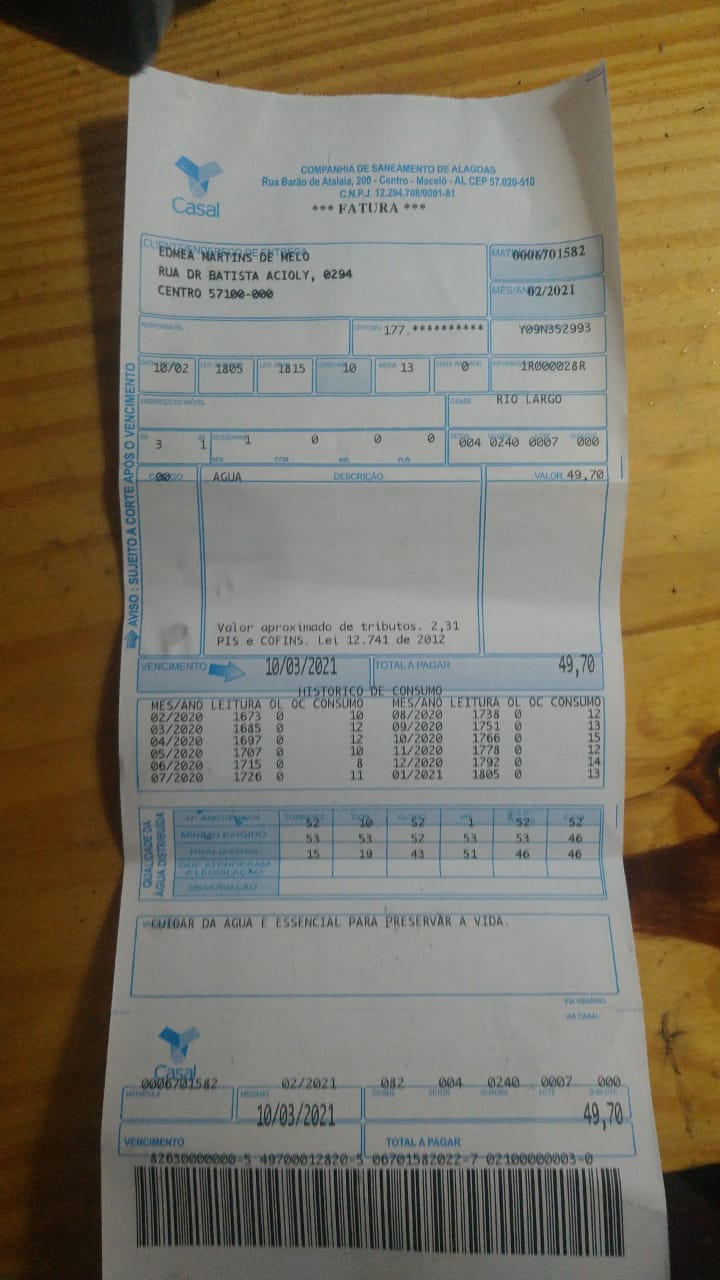 Casal
COMPANHIA DE SANEAMENTO DE ALAGOAS
Rua Barão de Atalaia, 200 - Centro - Maceió - AL CEP 57.020-510
C.N.P.J. 12.294.708/0001-81
*** FATURA ***
CLIENTE/ENDEREÇO DE ENTREGA
EDMEA MARTINS DE MELO
RUA DR BATISTA ACIOLY, 0294
CENTRO 57100-000
0006701582
MÊS/ANO 02/2021
RESPONSÁVEL
CPF/CNPJ 177.********** Y09N352993
10/02 1805 1815 CONSUMO 10 MÉDIA 13 0 1R000028R
ENDEREÇO DO IMÓVEL
CIDADE RIO LARGO
3 1 1 0 0 0 SETOR 004 0240 0007 000
RES. COM. IND. PUB.
00 AGUA DESCRIÇÃO VALOR 49,70
AVISO : SUJEITO A CORTE APÓS O VENCIMENTO
Valor aproximado de tributos. 2,31
PIS e COFINS. Lei 12.741 de 2012
VENCIMENTO 10/03/2021 TOTAL A PAGAR 49,70
HISTORICO DE CONSUMO
MES/ANO LEITURA OL OC CONSUMO MES/ANO LEITURA OL OC CONSUMO
02/2020 1673 0 10 08/2020 1738 0 12
03/2020 1685 0 12 09/2020 1751 0 13
04/2020 1697 0 12 10/2020 1766 0 15
05/2020 1707 0 10 11/2020 1778 0 12
06/2020 1715 0 8 12/2020 1792 0 14
07/2020 1726 0 11 01/2021 1805 0 13
QUALIDADE DA ÁGUA DISTRIBUÍDA
Nº AMOSTRAS 52 10 52 1 52 52
MÍNIMO EXIGIDO 53 53 52 53 53 46
REALIZADAS 15 19 43 51 46 46
QUE ATENDERAM
A LEGISLAÇÃO
OBSERVAÇÃO
CUIDAR DA AGUA E ESSENCIAL PARA PRESERVAR A VIDA.
VIA USUÁRIO
VIA CASAL
Casal
0006701582 02/2021 082 004 0240 0007 000
MATRÍCULA MÊS/ANO CIDADE SETOR QUADRA LOTE SUBLOTE
10/03/2021 49,70
VENCIMENTO TOTAL A PAGAR
82630000000-5 49700012820-5 06701582022-7 02100000003-0